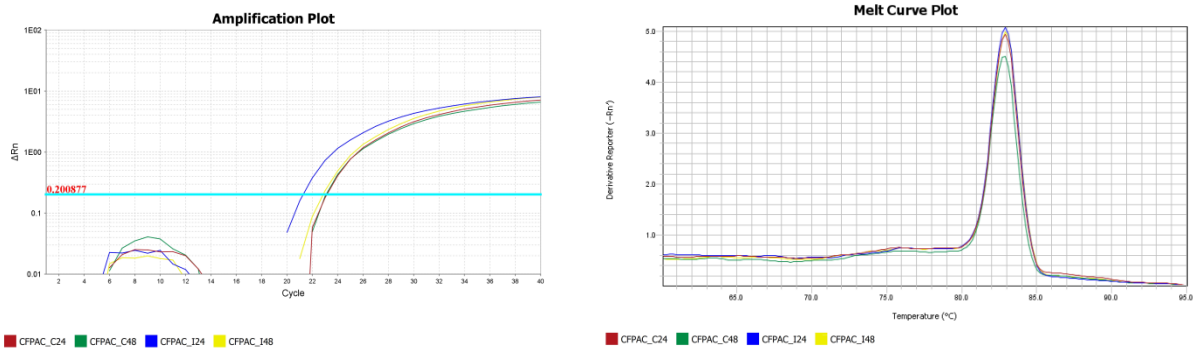 Amplification Plot
1E02
1E01
1E00
0.1
0.01
ΔRn
0.200877
2 4 6 8 10 12 14 16 18 20 22 24 26 28 30 32 34 36 38 40
Cycle
CFPAC_C24 CFPAC_C48 CFPAC_I24 CFPAC_I48
Melt Curve Plot
5.0
4.0
3.0
2.0
1.0
Derivative Reporter (-Rn')
65.0 70.0 75.0 80.0 85.0 90.0 95.0
Temperature (°C)
CFPAC_C24 CFPAC_C48 CFPAC_I24 CFPAC_I48